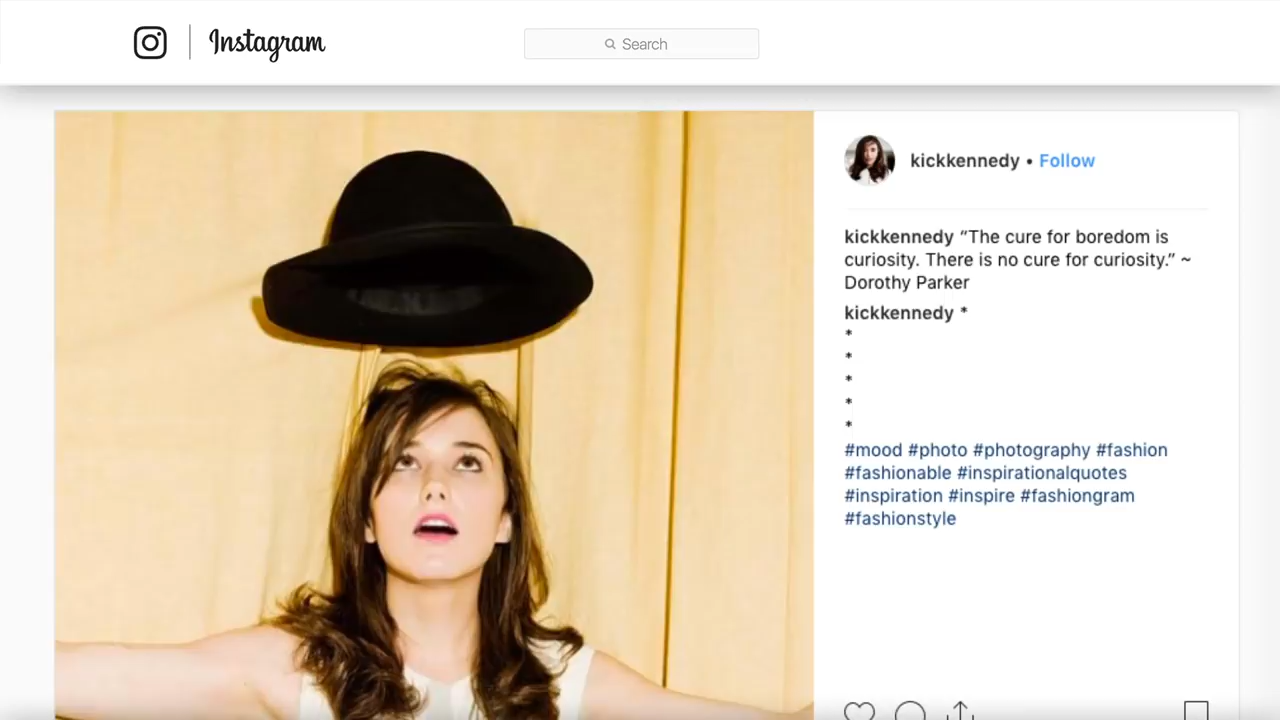 Instagram
Search
kickkennedy • Follow
kickkennedy “The cure for boredom is
curiosity. There is no cure for curiosity.” ~
Dorothy Parker
kickkennedy *
*
*
*
*
*
#mood #photo #photography #fashion
#fashionable #inspirationalquotes
#inspiration #inspire #fashiongram
#fashionstyle